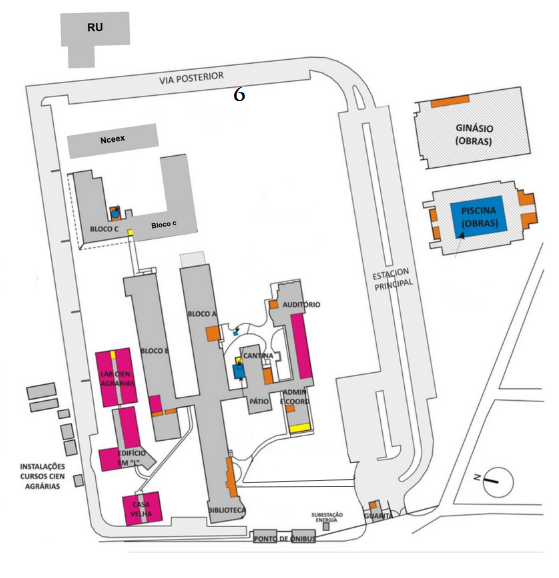 RU
VIA POSTERIOR
6
Nceex
GINÁSIO
(OBRAS)
PISCINA
(OBRAS)
BLOCO C
Bloco c
ESTACION
PRINCIPAL
AUDITÓRIO
BLOCO A
BLOCO B
CANTINA
LAB CIEN
AGRÁRIAS
PÁTIO
ADMIN
E COORD
EDIFÍCIO
EM "L"
INSTALAÇÕES
CURSOS CIEN
AGRÁRIAS
N
CASA
VELHA
BIBLIOTECA
SUBESTAÇÃO
ENERGIA
GUARITA
PONTO DE ÔNIBUS